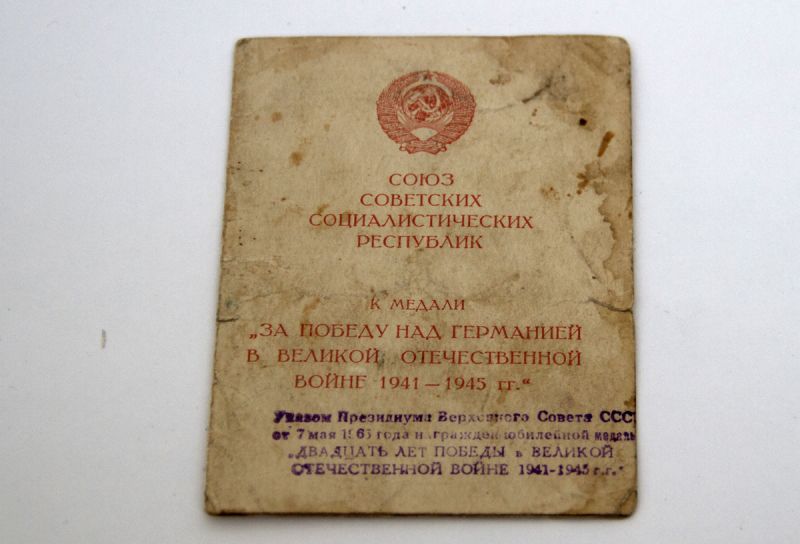 СОЮЗ
СОВЕТСКИХ
СОЦИАЛИСТИЧЕСКИХ
РЕСПУБЛИК
К МЕДАЛИ
„ЗА ПОБЕДУ НАД ГЕРМАНИЕЙ
В ВЕЛИКОЙ ОТЕЧЕСТВЕННОЙ
ВОЙНЕ 1941—1945 гг.“
Указом Президиума Верховного Совета СССР
от 7 мая 1965 года награжден юбилейной медалью
„ДВАДЦАТЬ ЛЕТ ПОБЕДЫ в ВЕЛИКОЙ
ОТЕЧЕСТВЕННОЙ ВОЙНЕ 1941-1945 г.г.“